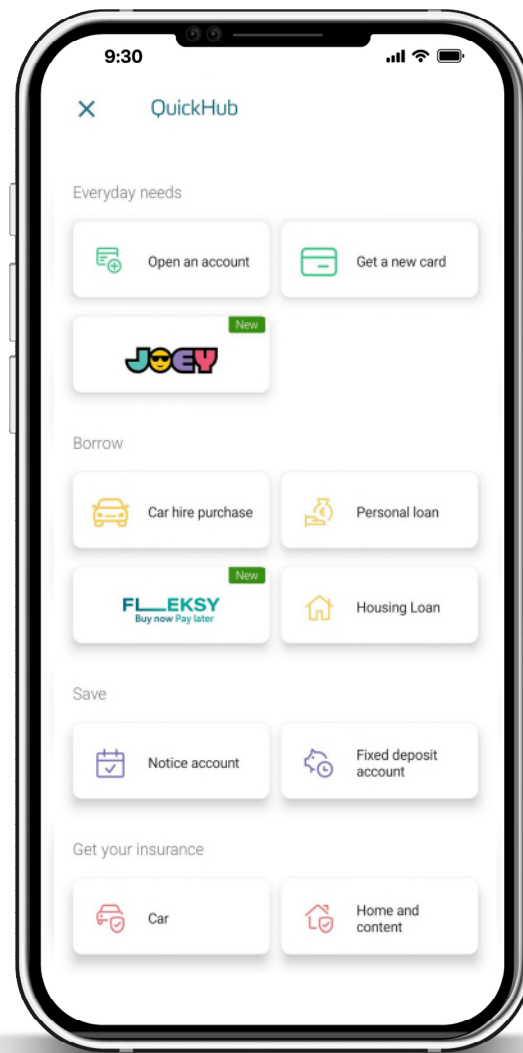 9:30
QuickHub
Everyday needs
Open an account
Get a new card
New
JOEY
Borrow
Car hire purchase
Personal loan
New
FL_EKSY
Buy now Pay later
Housing Loan
Save
Notice account
Fixed deposit
account
Get your insurance
Car
Home and
content